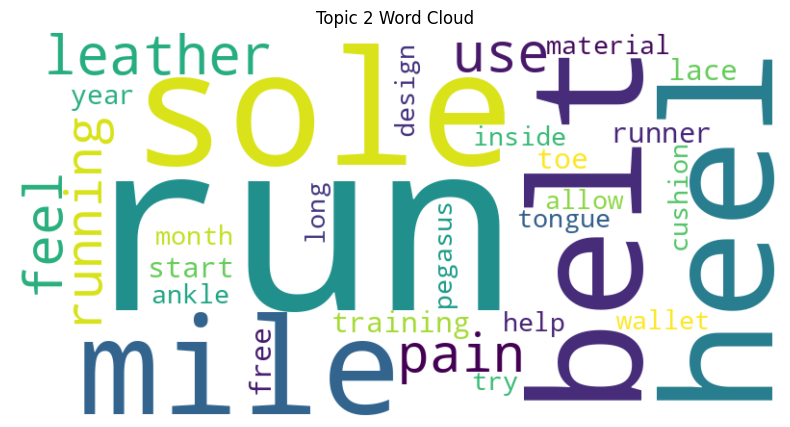 Topic 2 Word Cloud
leather
use
material
year
sole
design
lace
running
inside
runner
toe
feel
run
belt
heel
cushion
long
allow
month
pegasus
tongue
start
ankle
mile
free
training
pain
help
wallet
try